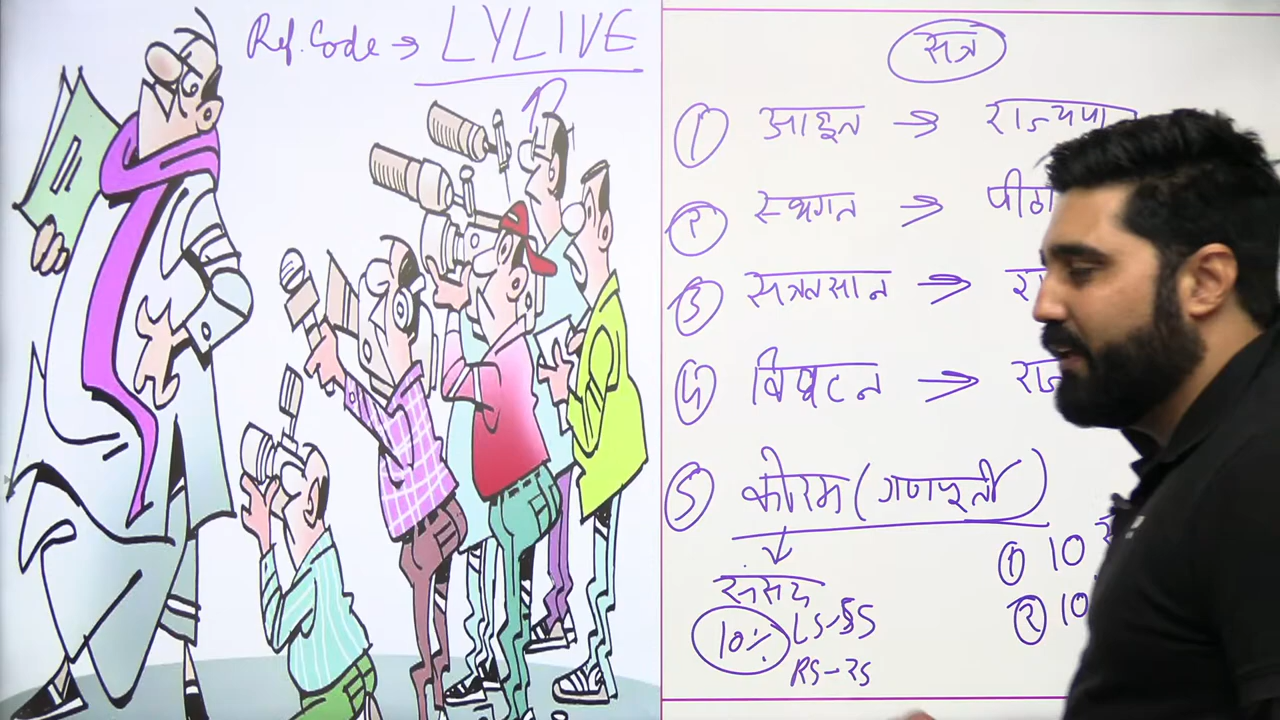 Ref. Code → LYLIVE
सत्र
① आहूत → राज्यपा
② स्थगन → पीठा
③ सत्रावसान → रा
④ विघटन → राज
⑤ कोरम (गणपूर्ती)
संसद
10% LS-55
RS-25
① 10
② 10